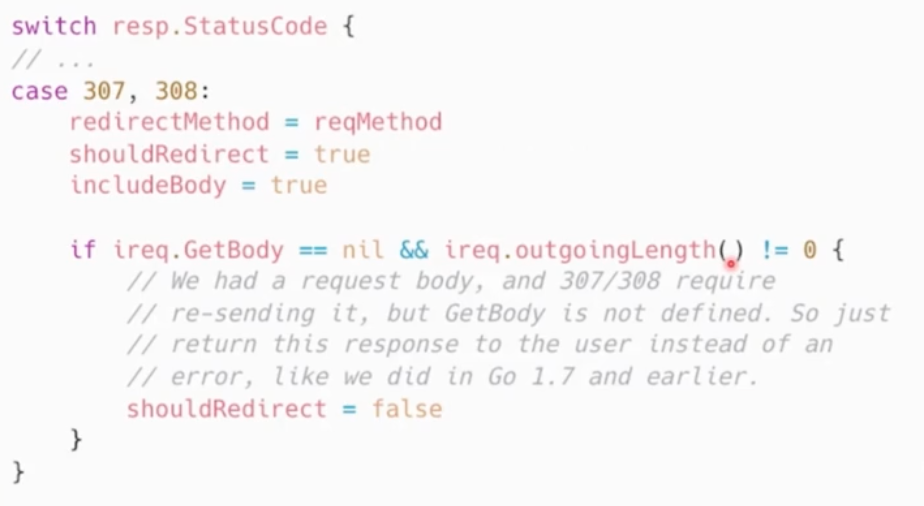 switch resp.StatusCode {
// ...
case 307, 308:
    redirectMethod = reqMethod
    shouldRedirect = true
    includeBody = true

    if ireq.GetBody == nil && ireq.outgoingLength() != 0 {
        // We had a request body, and 307/308 require
        // re-sending it, but GetBody is not defined. So just
        // return this response to the user instead of an
        // error, like we did in Go 1.7 and earlier.
        shouldRedirect = false
    }
}